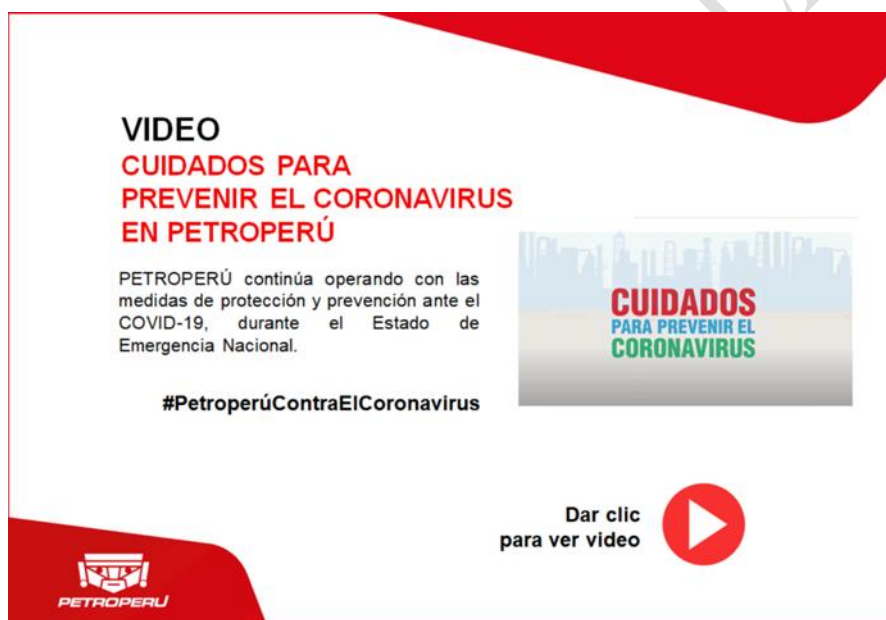 VIDEO
CUIDADOS PARA
PREVENIR EL CORONAVIRUS
EN PETROPERÚ
PETROPERÚ continúa operando con las
medidas de protección y prevención ante el
COVID-19, durante el Estado de
Emergencia Nacional.
#PetroperúContraElCoronavirus
CUIDADOS
PARA PREVENIR EL
CORONAVIRUS
Dar clic
para ver video
PETROPERÚ